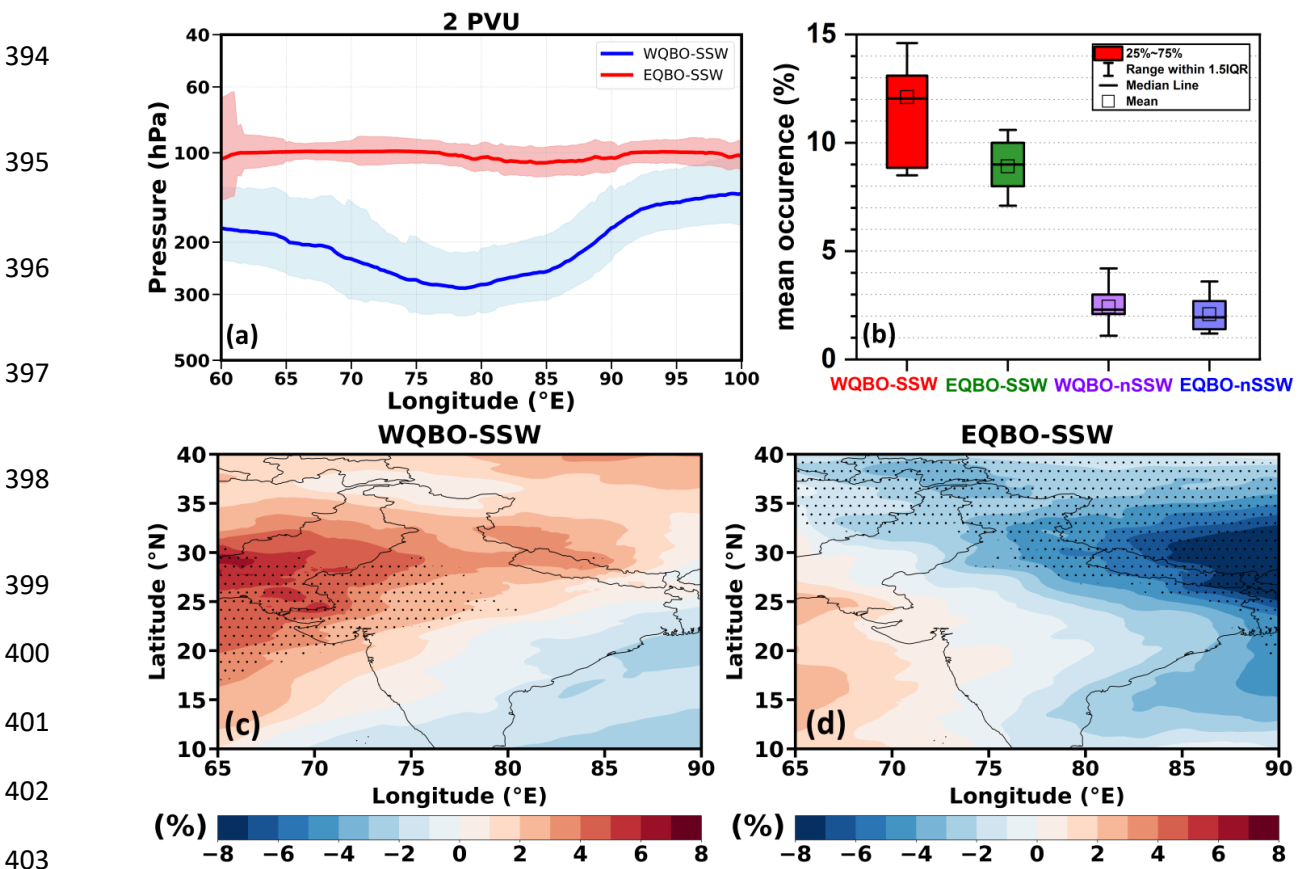 394
395
396
397
398
399
400
401
402
403
2 PVU
WQBO-SSW
EQBO-SSW
40
60
100
200
300
500
Pressure (hPa)
(a)
60 65 70 75 80 85 90 95 100
Longitude (°E)
25%~75%
Range within 1.5IQR
Median Line
Mean
15
10
5
0
mean occurence (%)
(b)
WQBO-SSW EQBO-SSW WQBO-nSSW EQBO-nSSW
WQBO-SSW
40
35
30
25
20
15
10
Latitude (°N)
(c)
65 70 75 80 85 90
Longitude (°E)
(%)
−8 −6 −4 −2 0 2 4 6 8
EQBO-SSW
40
35
30
25
20
15
10
Latitude (°N)
(d)
65 70 75 80 85 90
Longitude (°E)
(%)
−8 −6 −4 −2 0 2 4 6 8